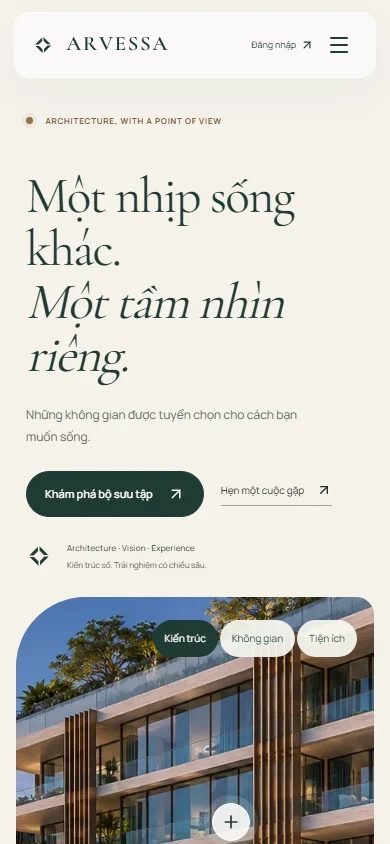 ARVESSA
Đăng nhập
ARCHITECTURE, WITH A POINT OF VIEW
Một nhịp sống
khác.
Một tầm nhìn
riêng.
Những không gian được tuyển chọn cho cách bạn
muốn sống.
Khám phá bộ sưu tập
Hẹn một cuộc gặp
Architecture · Vision · Experience
Kiến trúc số. Trải nghiệm có chiều sâu.
Kiến trúc
Không gian
Tiện ích